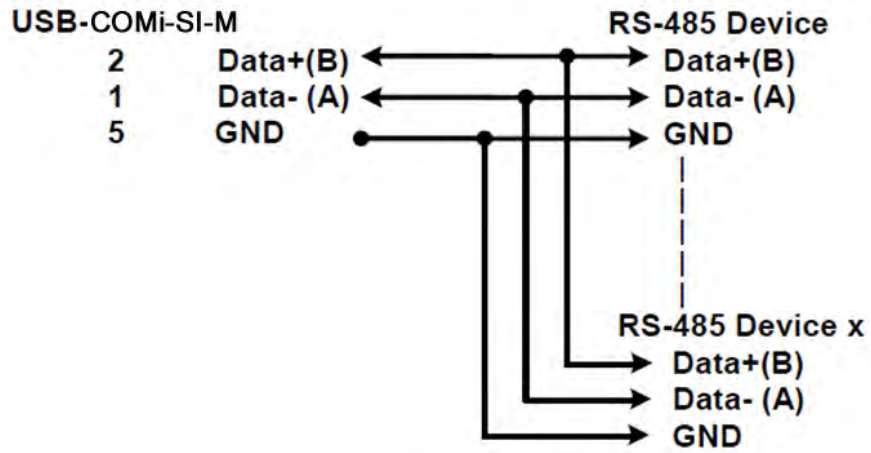 USB-COMi-SI-M RS-485 Device
2 Data+(B) Data+(B)
1 Data- (A) Data- (A)
5 GND GND
RS-485 Device x
Data+(B)
Data- (A)
GND